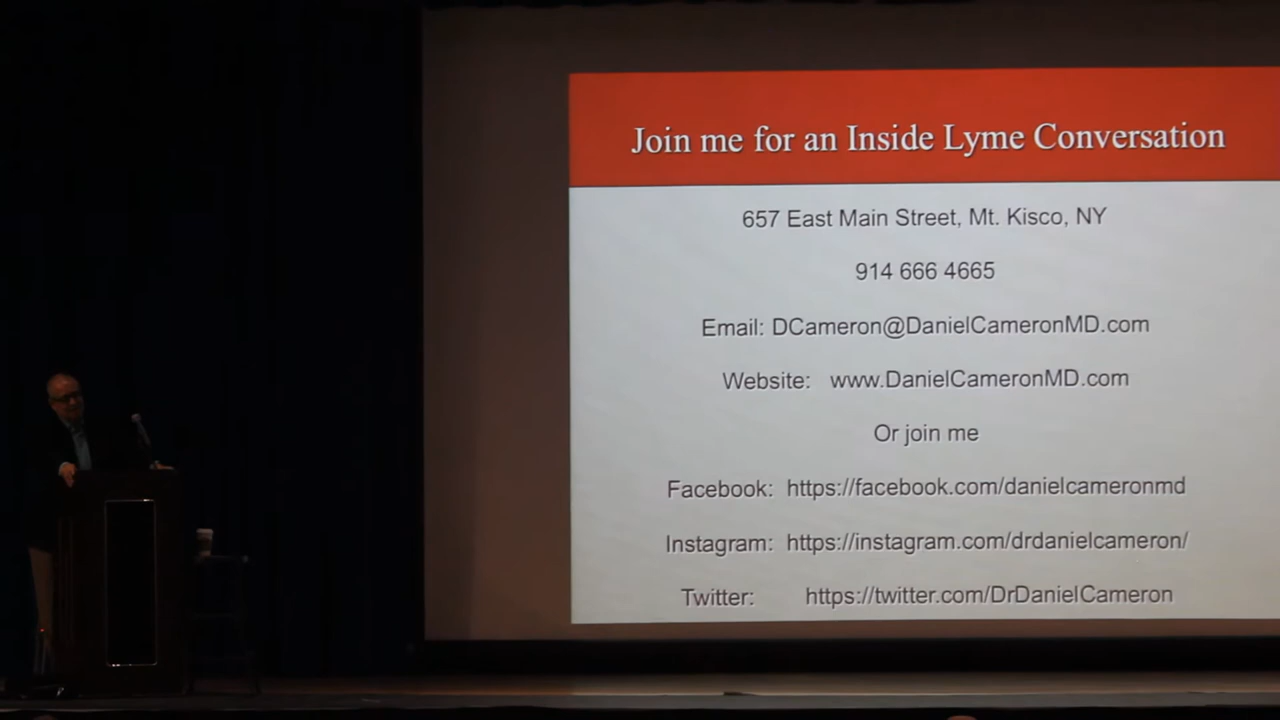 Join me for an Inside Lyme Conversation
657 East Main Street, Mt. Kisco, NY
914 666 4665
Email: DCameron@DanielCameronMD.com
Website: www.DanielCameronMD.com
Or join me
Facebook: https://facebook.com/danielcameronmd
Instagram: https://instagram.com/drdanielcameron/
Twitter: https://twitter.com/DrDanielCameron